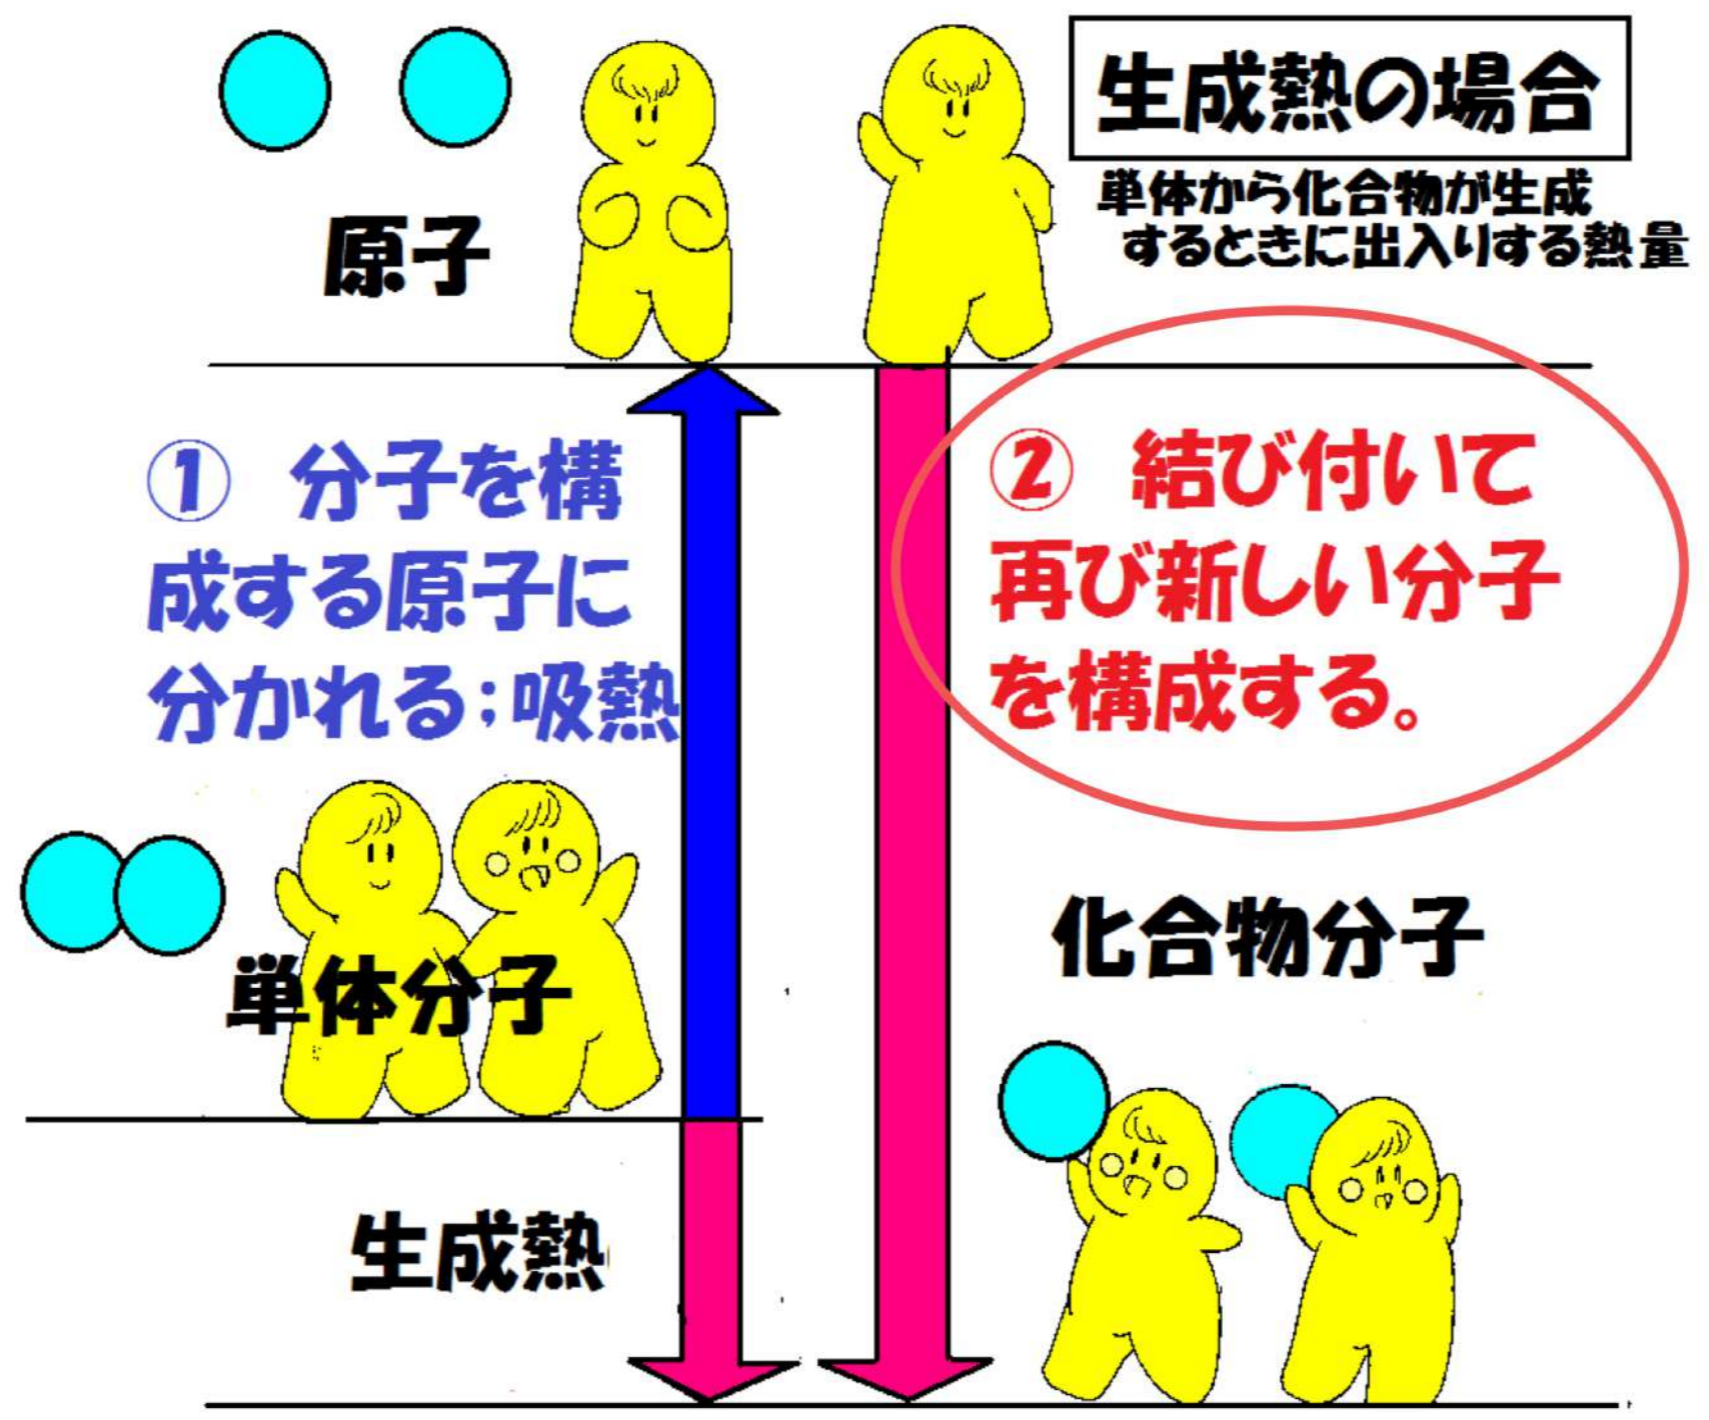 生成熱の場合
単体から化合物が生成
するときに出入りする熱量
原子
① 分子を構
成する原子に
分かれる；吸熱
② 結び付いて
再び新しい分子
を構成する。
単体分子
化合物分子
生成熱